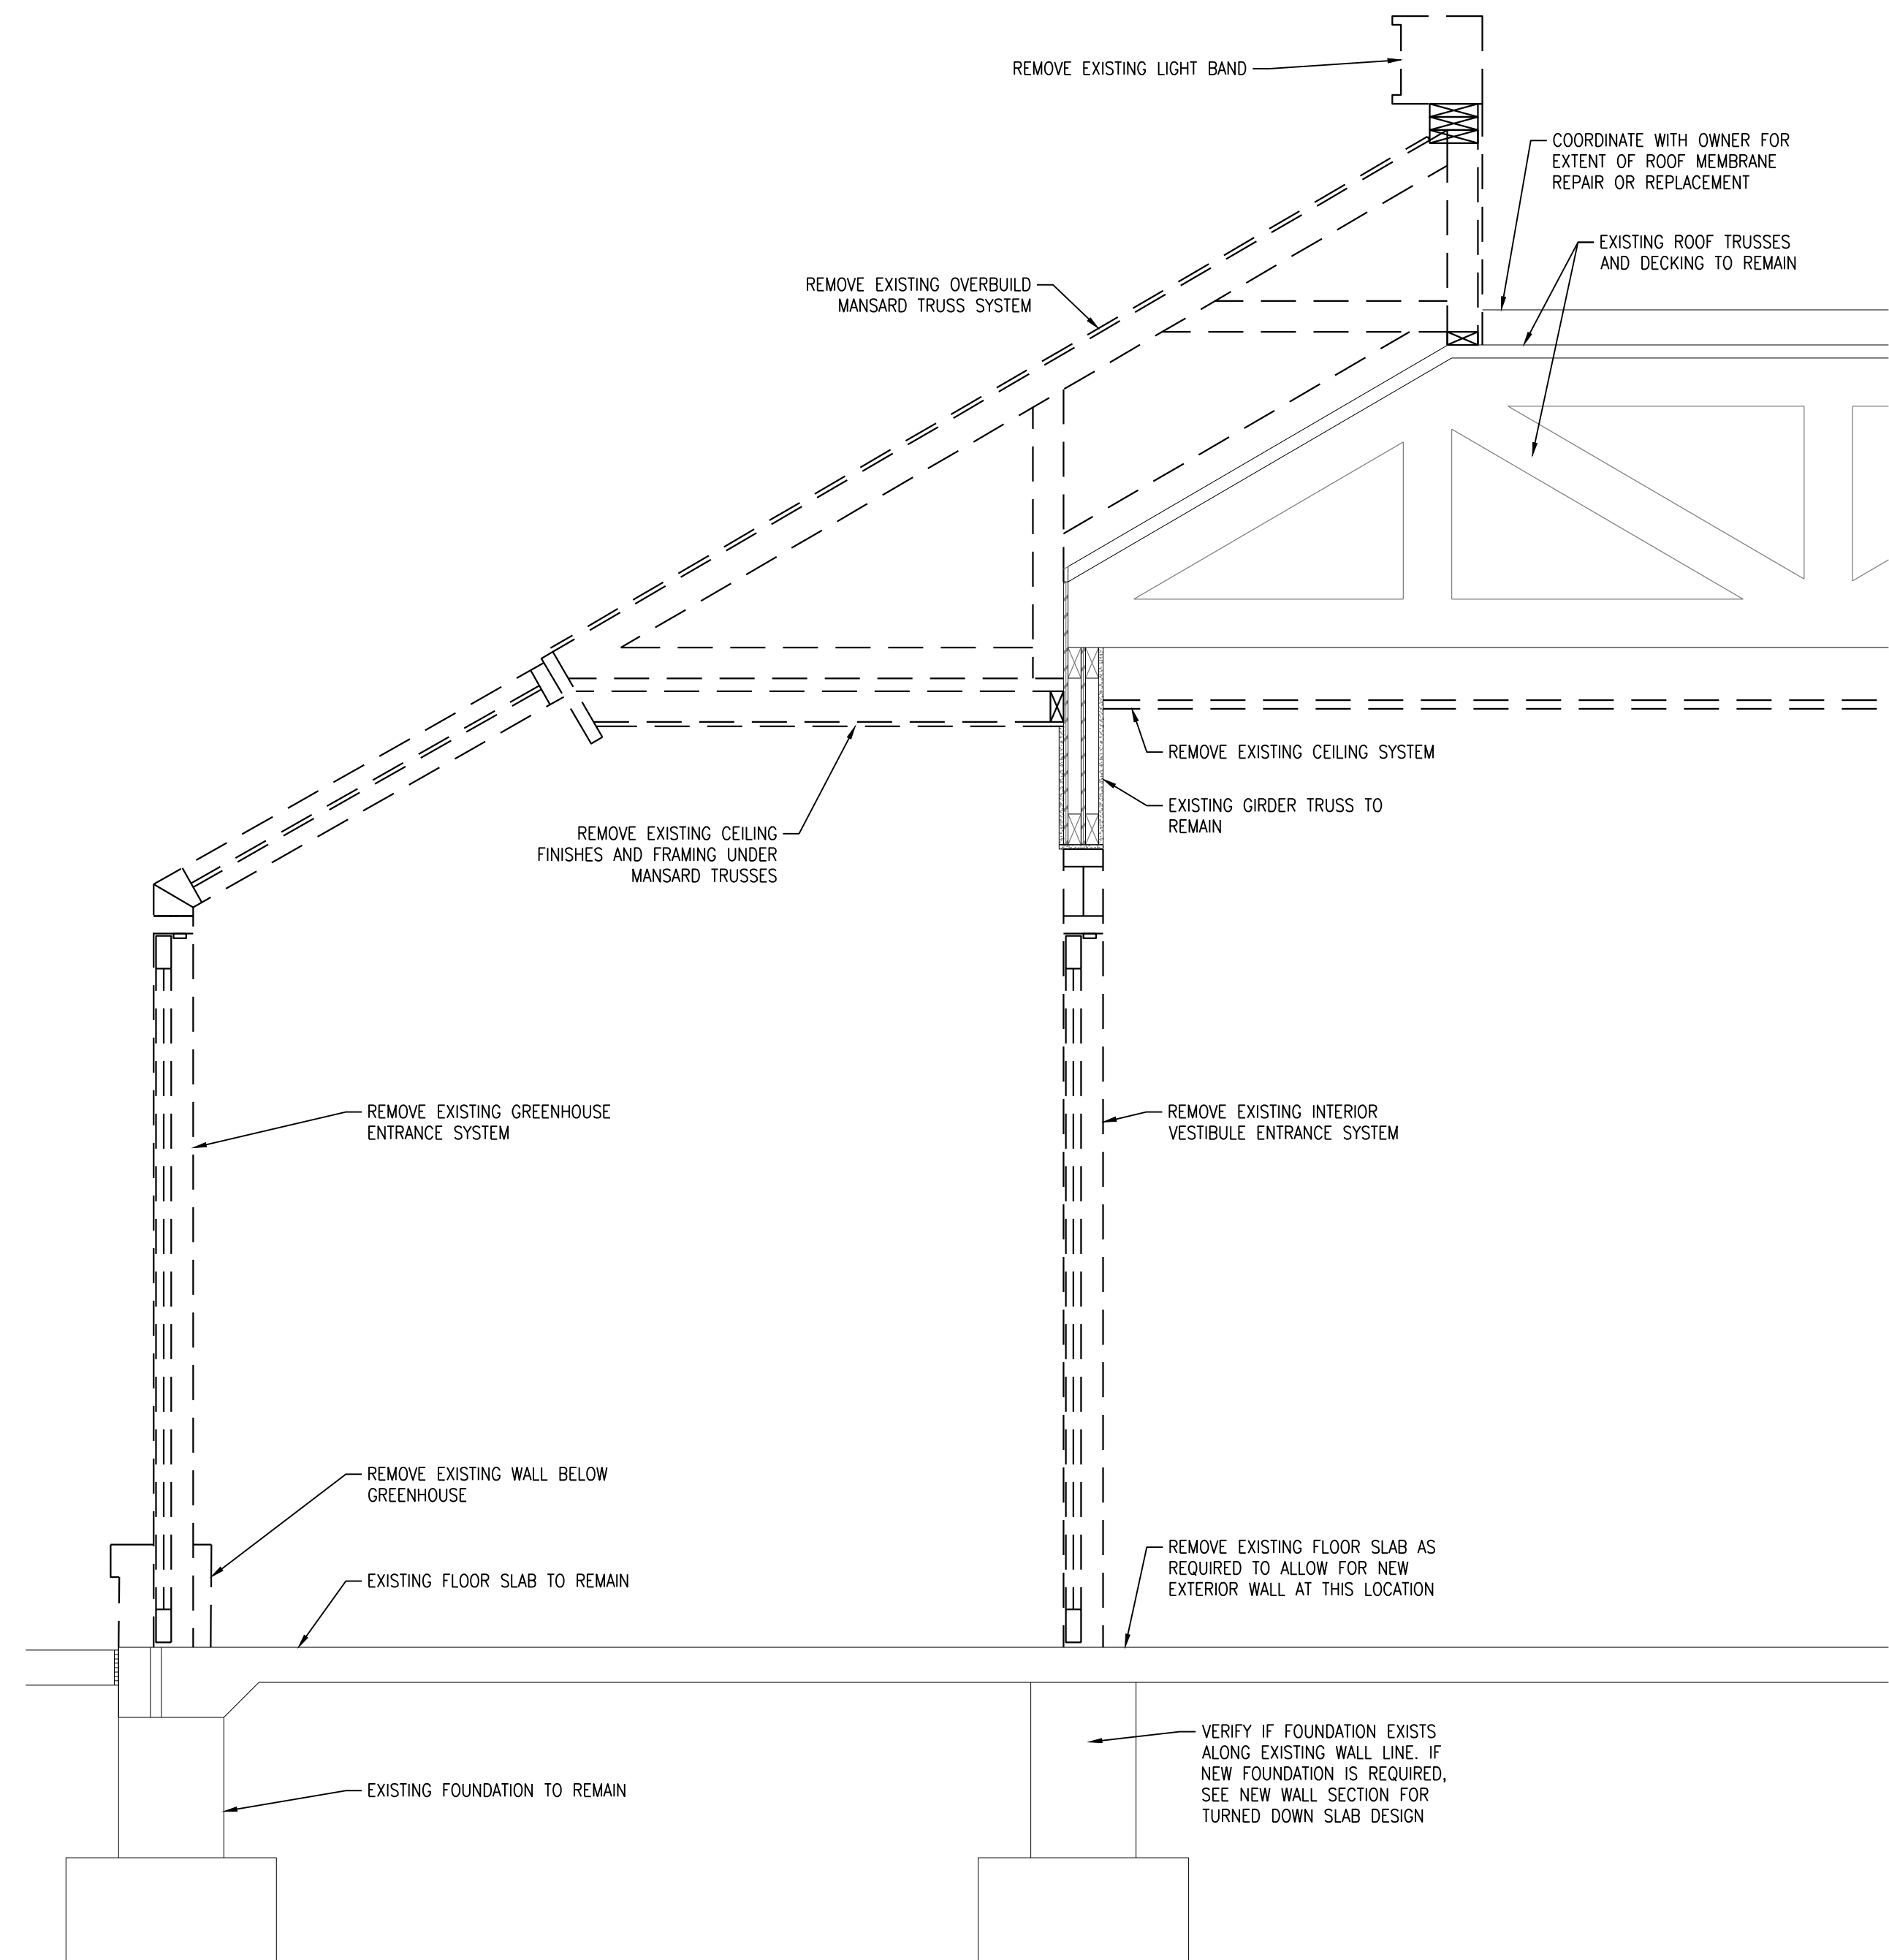 REMOVE EXISTING LIGHT BAND
COORDINATE WITH OWNER FOR
EXTENT OF ROOF MEMBRANE
REPAIR OR REPLACEMENT
EXISTING ROOF TRUSSES
AND DECKING TO REMAIN
REMOVE EXISTING OVERBUILD
MANSARD TRUSS SYSTEM
REMOVE EXISTING CEILING SYSTEM
EXISTING GIRDER TRUSS TO
REMAIN
REMOVE EXISTING CEILING
FINISHES AND FRAMING UNDER
MANSARD TRUSSES
REMOVE EXISTING GREENHOUSE
ENTRANCE SYSTEM
REMOVE EXISTING INTERIOR
VESTIBULE ENTRANCE SYSTEM
REMOVE EXISTING WALL BELOW
GREENHOUSE
EXISTING FLOOR SLAB TO REMAIN
REMOVE EXISTING FLOOR SLAB AS
REQUIRED TO ALLOW FOR NEW
EXTERIOR WALL AT THIS LOCATION
VERIFY IF FOUNDATION EXISTS
ALONG EXISTING WALL LINE. IF
NEW FOUNDATION IS REQUIRED,
SEE NEW WALL SECTION FOR
TURNED DOWN SLAB DESIGN
EXISTING FOUNDATION TO REMAIN